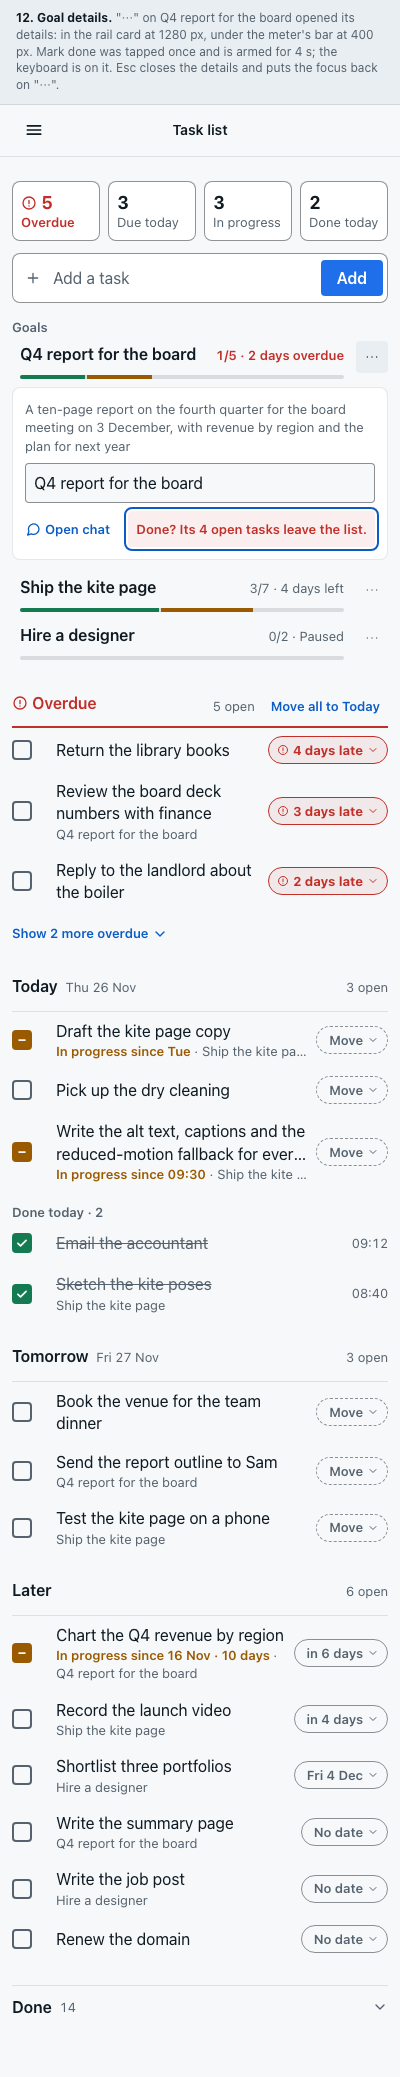 12. Goal details. "···" on Q4 report for the board opened its
details: in the rail card at 1280 px, under the meter's bar at 400
px. Mark done was tapped once and is armed for 4 s; the
keyboard is on it. Esc closes the details and puts the focus back
on "···".
Task list
5
Overdue
3
Due today
3
In progress
2
Done today
+ Add a task
Add
Goals
Q4 report for the board 1/5 · 2 days overdue ···
A ten-page report on the fourth quarter for the board
meeting on 3 December, with revenue by region and the
plan for next year
Q4 report for the board
Open chat Done? Its 4 open tasks leave the list.
Ship the kite page 3/7 · 4 days left ···
Hire a designer 0/2 · Paused ···
Overdue 5 open Move all to Today
Return the library books 4 days late
Review the board deck
numbers with finance 3 days late
Q4 report for the board
Reply to the landlord about
the boiler 2 days late
Show 2 more overdue
Today Thu 26 Nov 3 open
Draft the kite page copy Move
In progress since Tue · Ship the kite pa...
Pick up the dry cleaning Move
Write the alt text, captions and the
reduced-motion fallback for ever... Move
In progress since 09:30 · Ship the kite ...
Done today · 2
Email the accountant 09:12
Sketch the kite poses 08:40
Ship the kite page
Tomorrow Fri 27 Nov 3 open
Book the venue for the team
dinner Move
Send the report outline to Sam Move
Q4 report for the board
Test the kite page on a phone Move
Ship the kite page
Later 6 open
Chart the Q4 revenue by region
In progress since 16 Nov · 10 days · in 6 days
Q4 report for the board
Record the launch video in 4 days
Ship the kite page
Shortlist three portfolios Fri 4 Dec
Hire a designer
Write the summary page No date
Q4 report for the board
Write the job post No date
Hire a designer
Renew the domain No date
Done 14